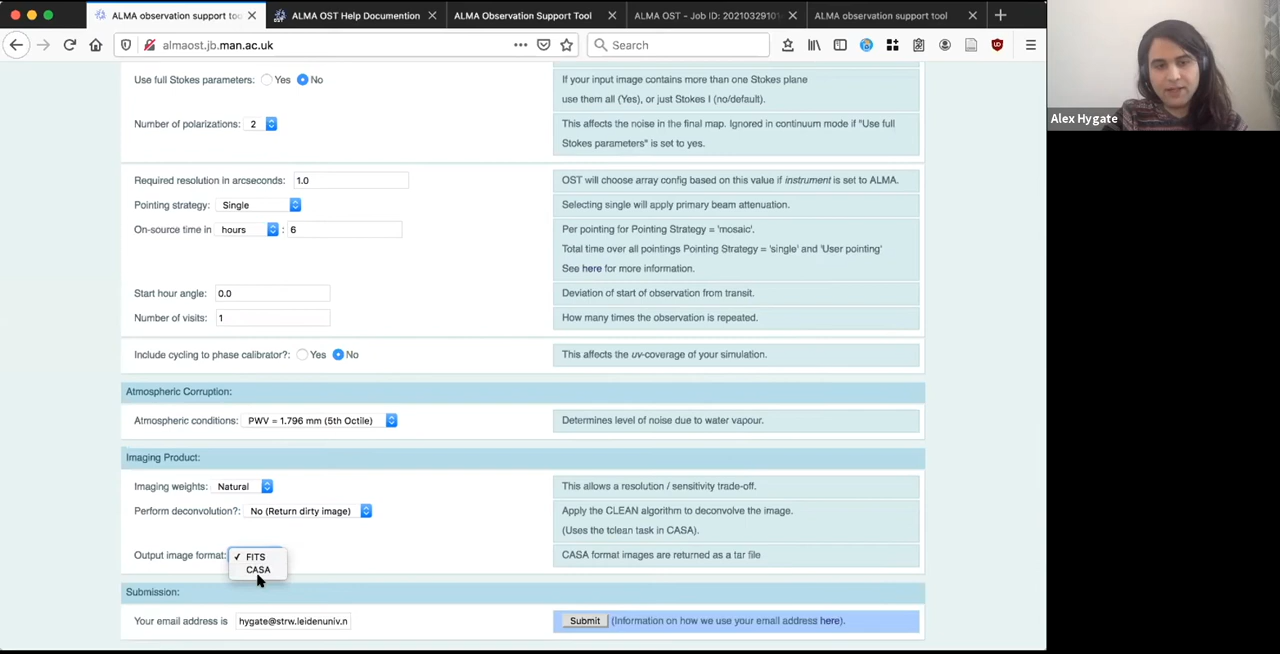 ALMA observation support too
ALMA OST Help Documention
ALMA Observation Support Tool
ALMA OST - Job ID: 2021032910
ALMA observation support tool
almaost.jb.man.ac.uk
Search
Alex Hygate
Use full Stokes parameters: Yes No
If your input image contains more than one Stokes plane
use them all (Yes), or just Stokes I (no/default).
Number of polarizations: 2
This affects the noise in the final map. Ignored in continuum mode if "Use full
Stokes parameters" is set to yes.
Required resolution in arcseconds: 1.0
OST will choose array config based on this value if instrument is set to ALMA.
Pointing strategy: Single
Selecting single will apply primary beam attenuation.
On-source time in hours : 6
Per pointing for Pointing Strategy = 'mosaic'.
Total time over all pointings Pointing Strategy = 'single' and 'User pointing'
See here for more information.
Start hour angle: 0.0
Deviation of start of observation from transit.
Number of visits: 1
How many times the observation is repeated.
Include cycling to phase calibrator?: Yes No
This affects the uv-coverage of your simulation.
Atmospheric Corruption:
Atmospheric conditions: PWV = 1.796 mm (5th Octile)
Determines level of noise due to water vapour.
Imaging Product:
Imaging weights: Natural
This allows a resolution / sensitivity trade-off.
Perform deconvolution?: No (Return dirty image)
Apply the CLEAN algorithm to deconvolve the image.
(Uses the tclean task in CASA).
Output image format: ✓ FITS
CASA
CASA format images are returned as a tar file
Submission:
Your email address is hygate@strw.leidenuniv.n
Submit (Information on how we use your email address here).